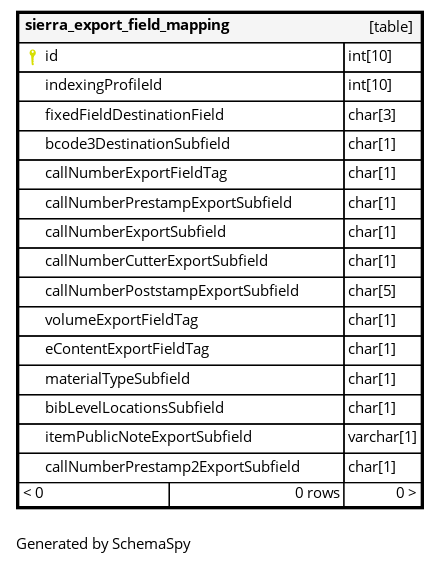 sierra_export_field_mapping [table]
id int[10]
indexingProfileId int[10]
fixedFieldDestinationField char[3]
bcode3DestinationSubfield char[1]
callNumberExportFieldTag char[1]
callNumberPrestampExportSubfield char[1]
callNumberExportSubfield char[1]
callNumberCutterExportSubfield char[1]
callNumberPoststampExportSubfield char[5]
volumeExportFieldTag char[1]
eContentExportFieldTag char[1]
materialTypeSubfield char[1]
bibLevelLocationsSubfield char[1]
itemPublicNoteExportSubfield varchar[1]
callNumberPrestamp2ExportSubfield char[1]
< 0 0 rows 0 >
Generated by SchemaSpy